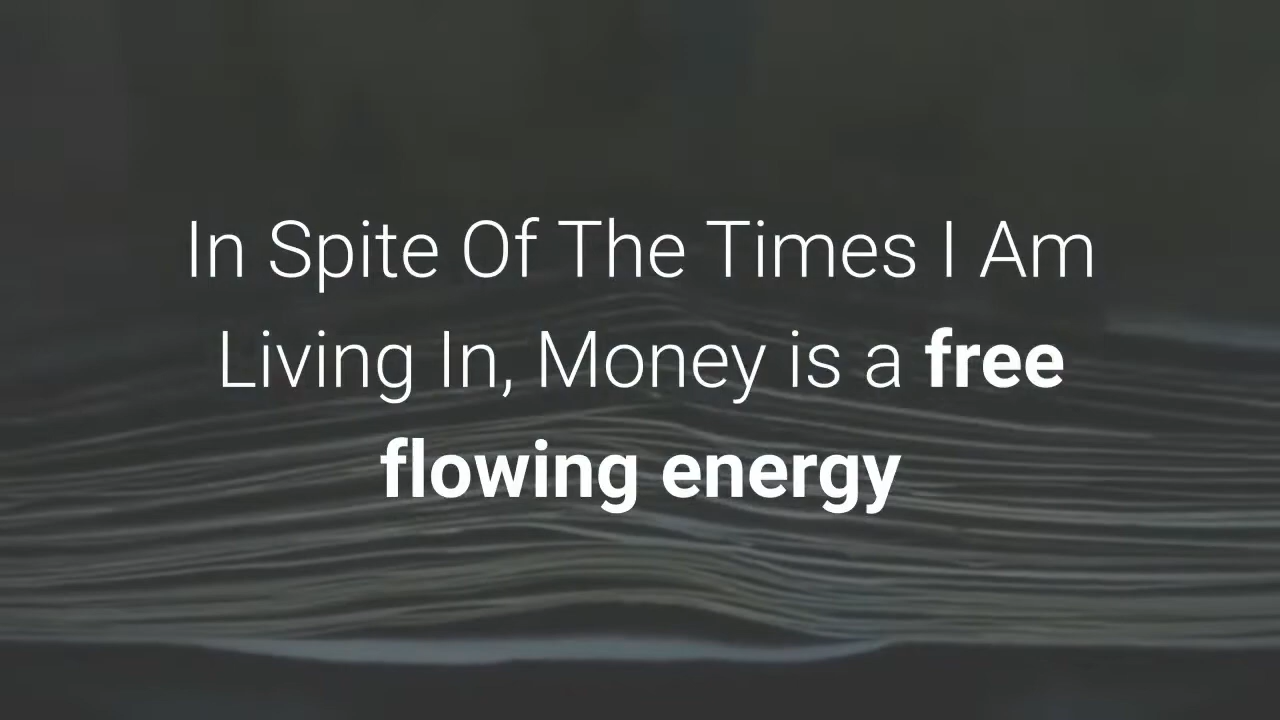 In Spite Of The Times I Am
Living In, Money is a free
flowing energy